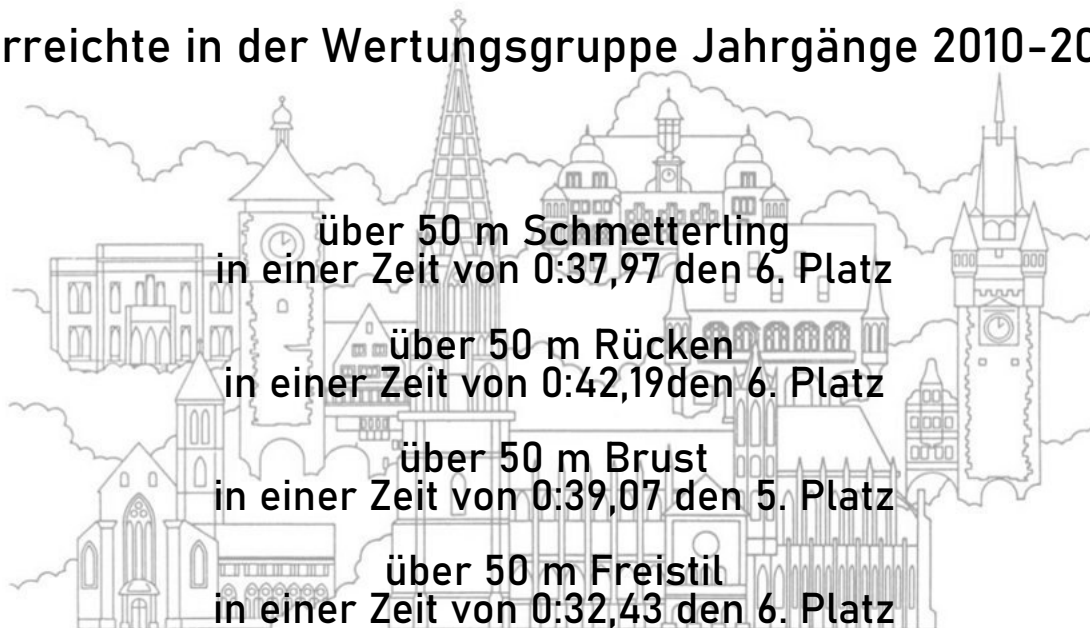 rreichte in der Wertungsgruppe Jahrgänge 2010-20
über 50 m Schmetterling
in einer Zeit von 0:37,97 den 6. Platz
über 50 m Rücken
in einer Zeit von 0:42,19den 6. Platz
über 50 m Brust
in einer Zeit von 0:39,07 den 5. Platz
über 50 m Freistil
in einer Zeit von 0:32,43 den 6. Platz